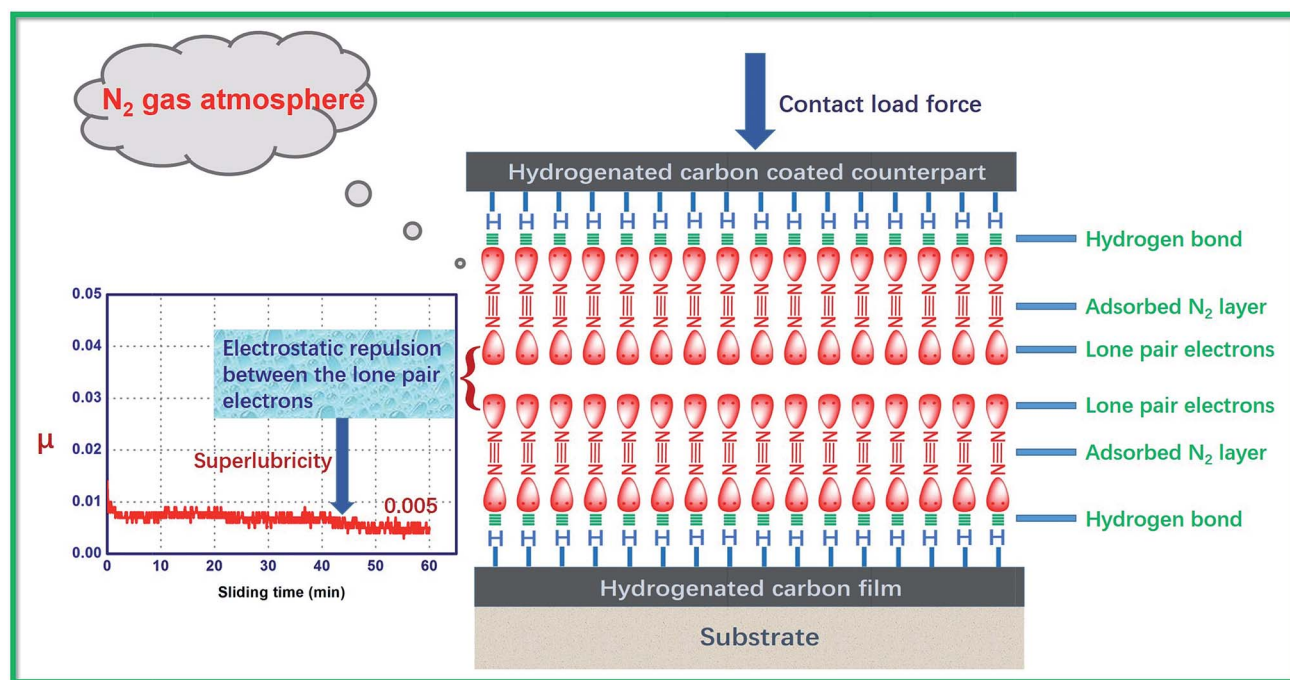 N₂ gas atmosphere
Contact load force
Hydrogenated carbon coated counterpart
H H H H H H H H H H H H H H H H
Hydrogen bond
N≡N N≡N N≡N N≡N N≡N N≡N N≡N N≡N N≡N N≡N N≡N N≡N N≡N N≡N N≡N N≡N
Adsorbed N₂ layer
Lone pair electrons
Lone pair electrons
N≡N N≡N N≡N N≡N N≡N N≡N N≡N N≡N N≡N N≡N N≡N N≡N N≡N N≡N N≡N N≡N
Adsorbed N₂ layer
Hydrogen bond
H H H H H H H H H H H H H H H H
Hydrogenated carbon film
Substrate
0.05
0.04
0.03
0.02
0.01
0.00
μ
Electrostatic repulsion
between the lone pair
electrons
Superlubricity
0.005
0 10 20 30 40 50 60
Sliding time (min)